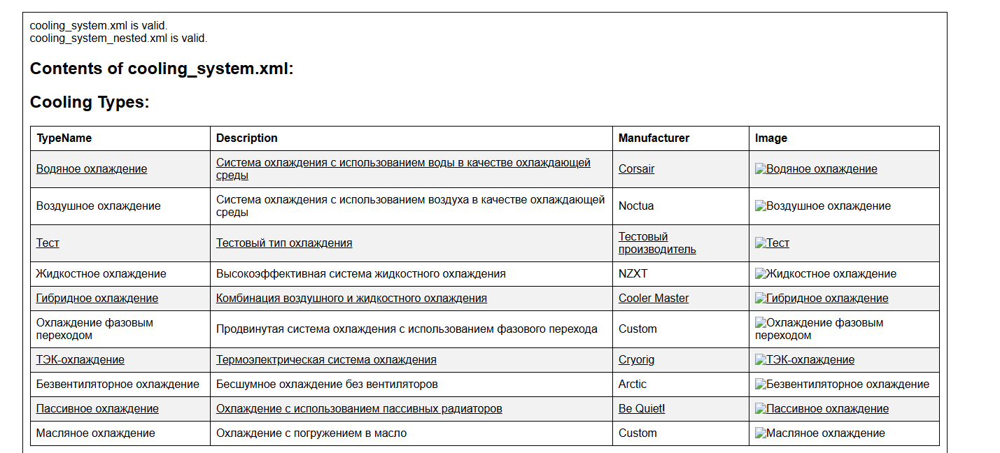 cooling_system.xml is valid.
cooling_system_nested.xml is valid.
Contents of cooling_system.xml:
Cooling Types:
TypeName Description Manufacturer Image
Водяное охлаждение Система охлаждения с использованием воды в качестве охлаждающей среды Corsair Водяное охлаждение
Воздушное охлаждение Система охлаждения с использованием воздуха в качестве охлаждающей среды Noctua Воздушное охлаждение
Тест Тестовый тип охлаждения Тестовый производитель Тест
Жидкостное охлаждение Высокоэффективная система жидкостного охлаждения NZXT Жидкостное охлаждение
Гибридное охлаждение Комбинация воздушного и жидкостного охлаждения Cooler Master Гибридное охлаждение
Охлаждение фазовым переходом Продвинутая система охлаждения с использованием фазового перехода Custom Охлаждение фазовым переходом
ТЭК-охлаждение Термоэлектрическая система охлаждения Cryorig ТЭК-охлаждение
Безвентиляторное охлаждение Бесшумное охлаждение без вентиляторов Arctic Безвентиляторное охлаждение
Пассивное охлаждение Охлаждение с использованием пассивных радиаторов Be Quiet! Пассивное охлаждение
Масляное охлаждение Охлаждение с погружением в масло Custom Масляное охлаждение